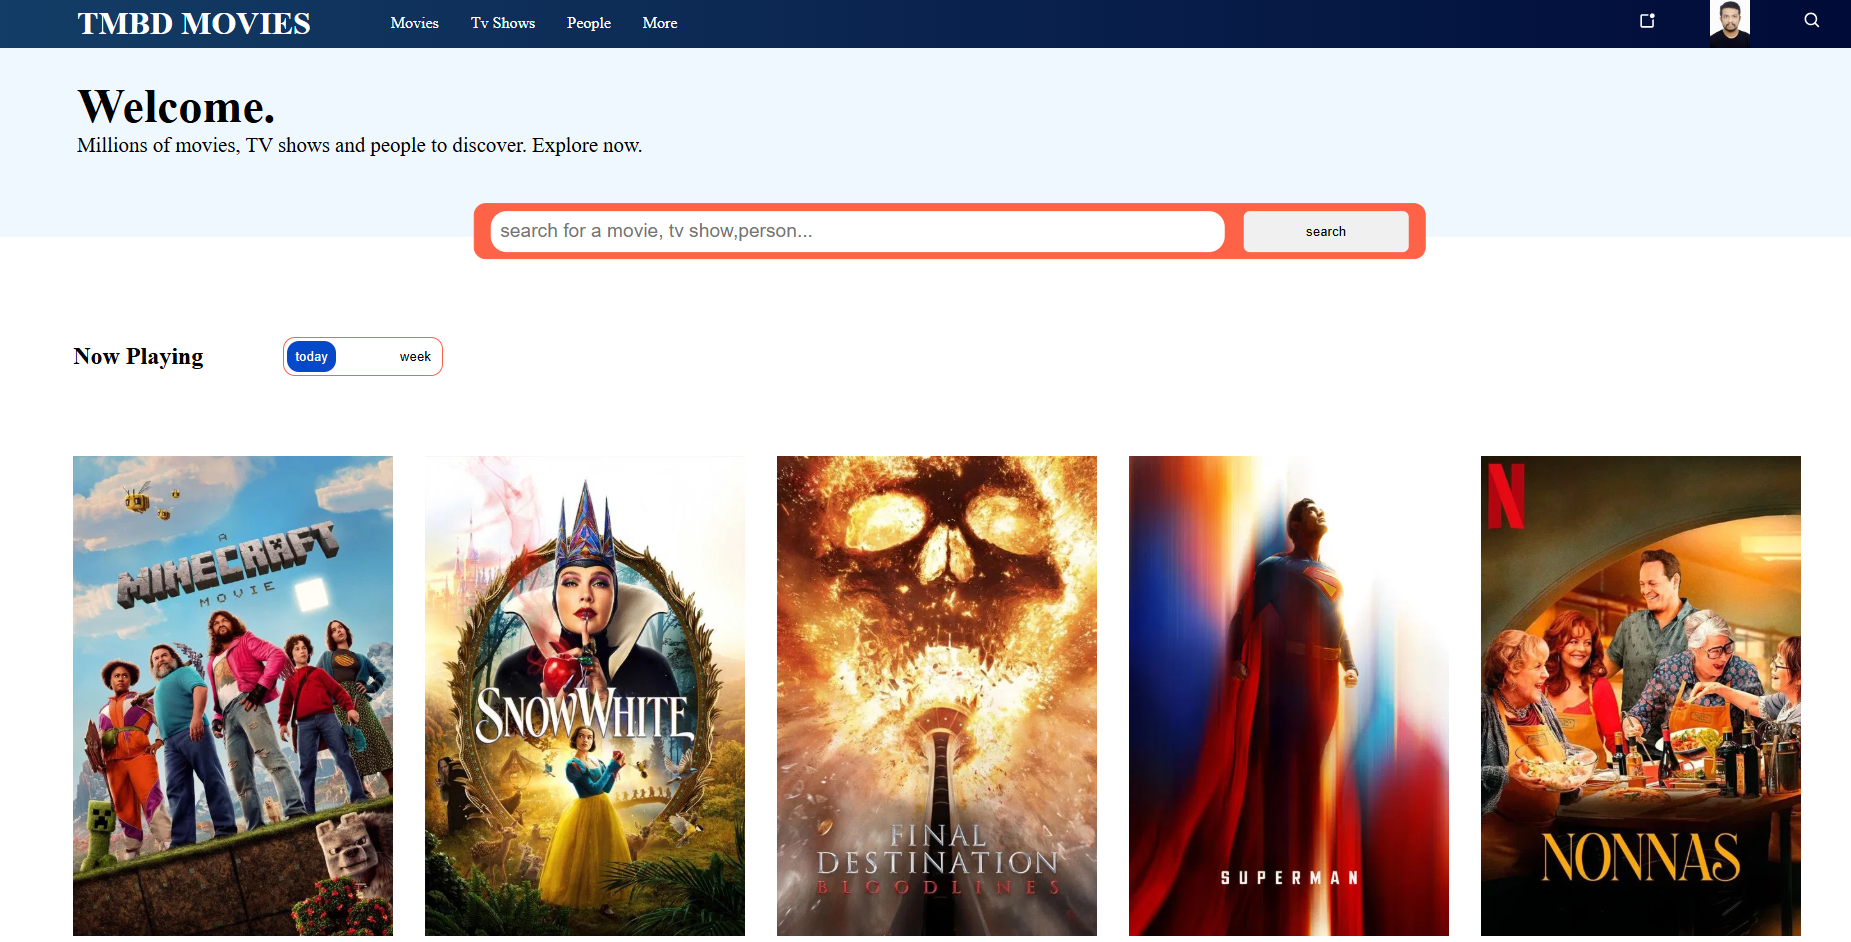 TMBD MOVIES
Movies
Tv Shows
People
More
Welcome.
Millions of movies, TV shows and people to discover. Explore now.
search for a movie, tv show,person...
search
Now Playing
today
week
A
MINECRAFT
MOVIE
SNOW WHITE
FINAL
DESTINATION
BLOODLINES
SUPERMAN
N
NONNAS